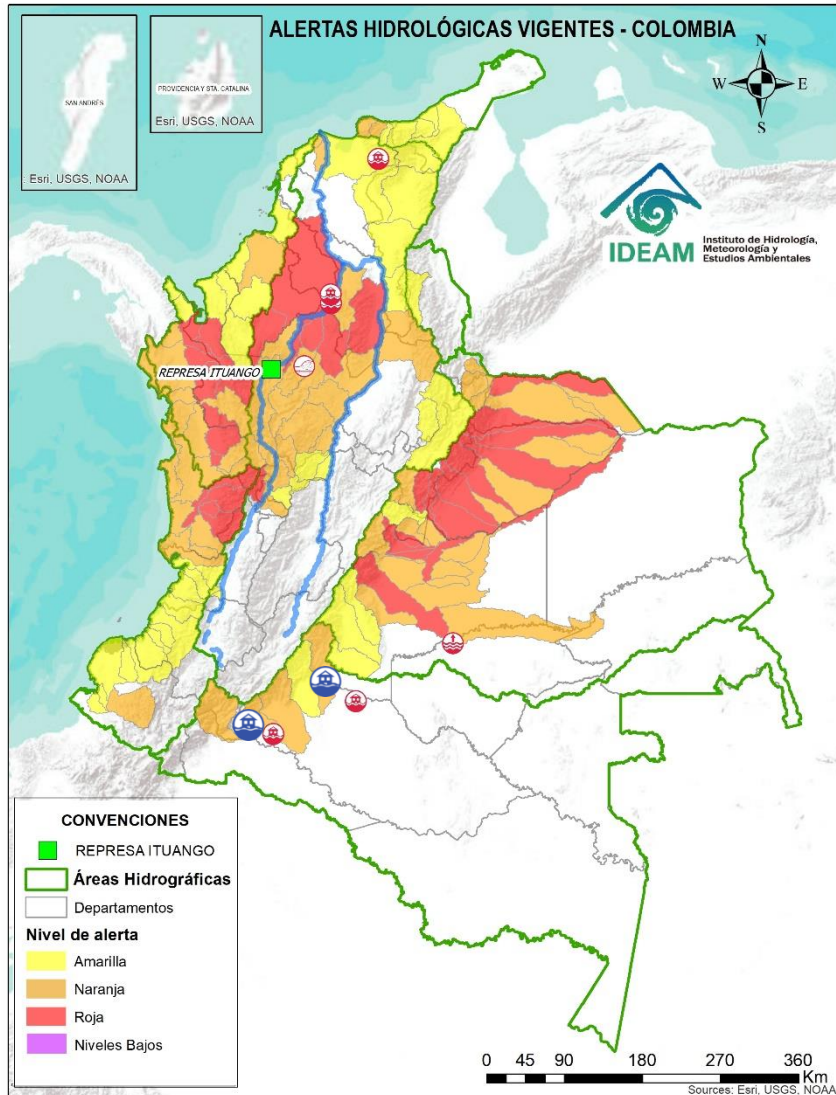 ALERTAS HIDROLÓGICAS VIGENTES - COLOMBIA
SAN ANDRÉS
Esri, USGS, NOAA
PROVIDENCIA Y STA. CATALINA
Esri, USGS, NOAA
N
W
E
S
IDEAM
Instituto de Hidrología,
Meteorología y
Estudios Ambientales
REPRESA ITUANGO
CONVENCIONES
REPRESA ITUANGO
Áreas Hidrográficas
Departamentos
Nivel de alerta
Amarilla
Naranja
Roja
Niveles Bajos
0 45 90 180 270 360
Km
Sources: Esri, USGS, NOAA